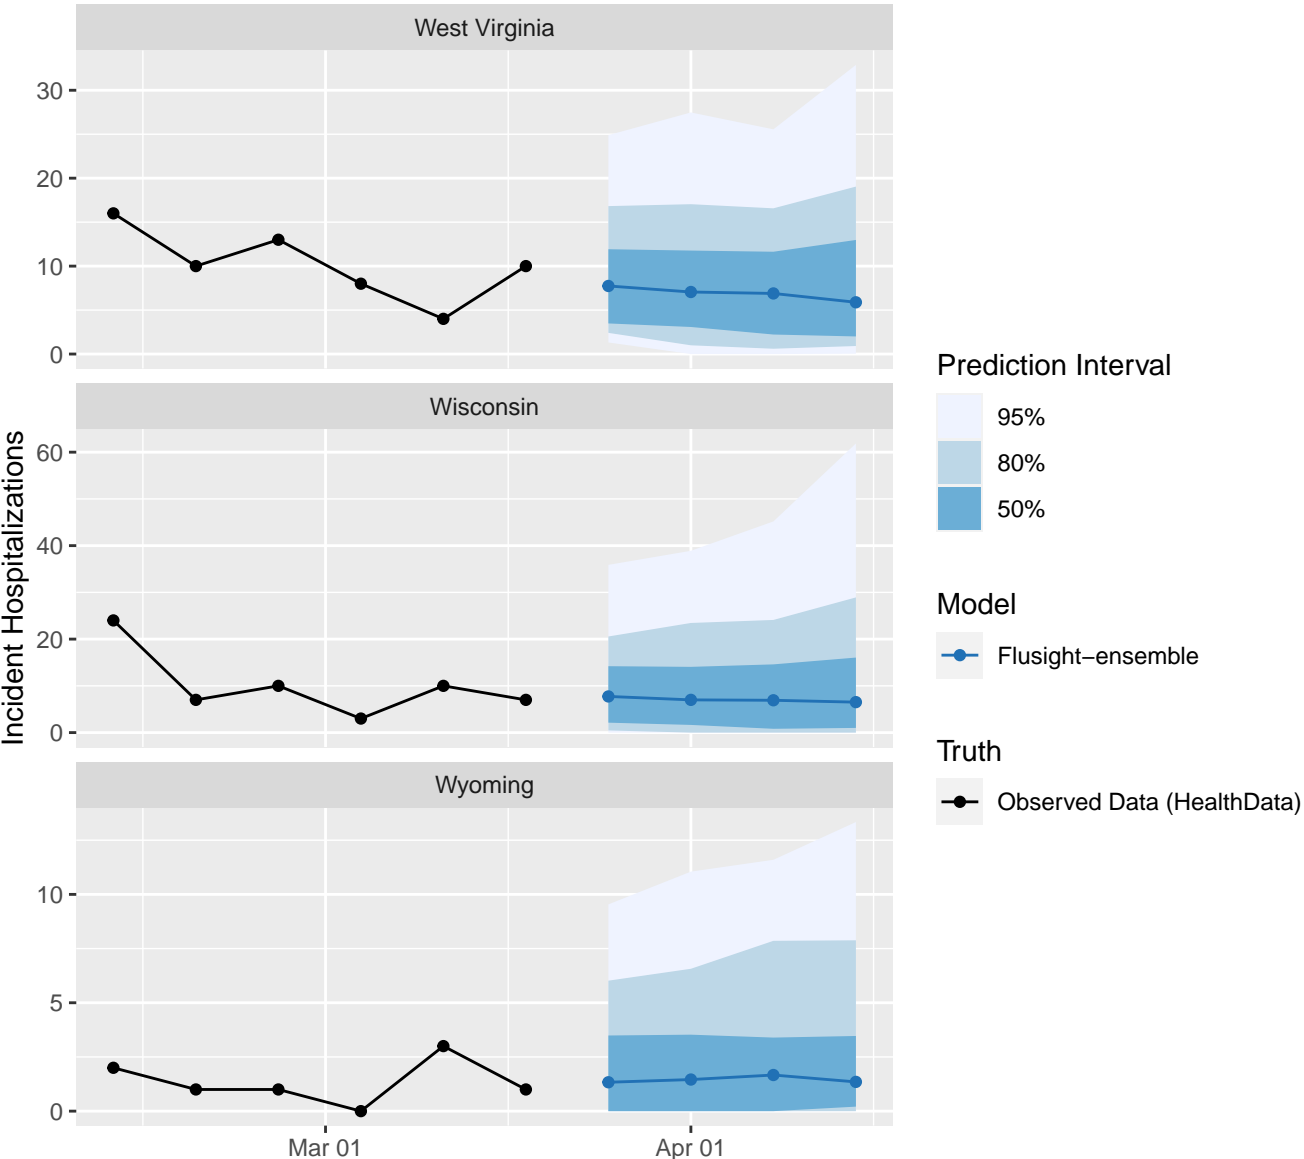 West Virginia
30
20
10
0
Wisconsin
60
40
20
0
Wyoming
10
5
0
Mar 01
Apr 01
Incident Hospitalizations
Prediction Interval
95%
80%
50%
Model
Flusight−ensemble
Truth
Observed Data (HealthData)